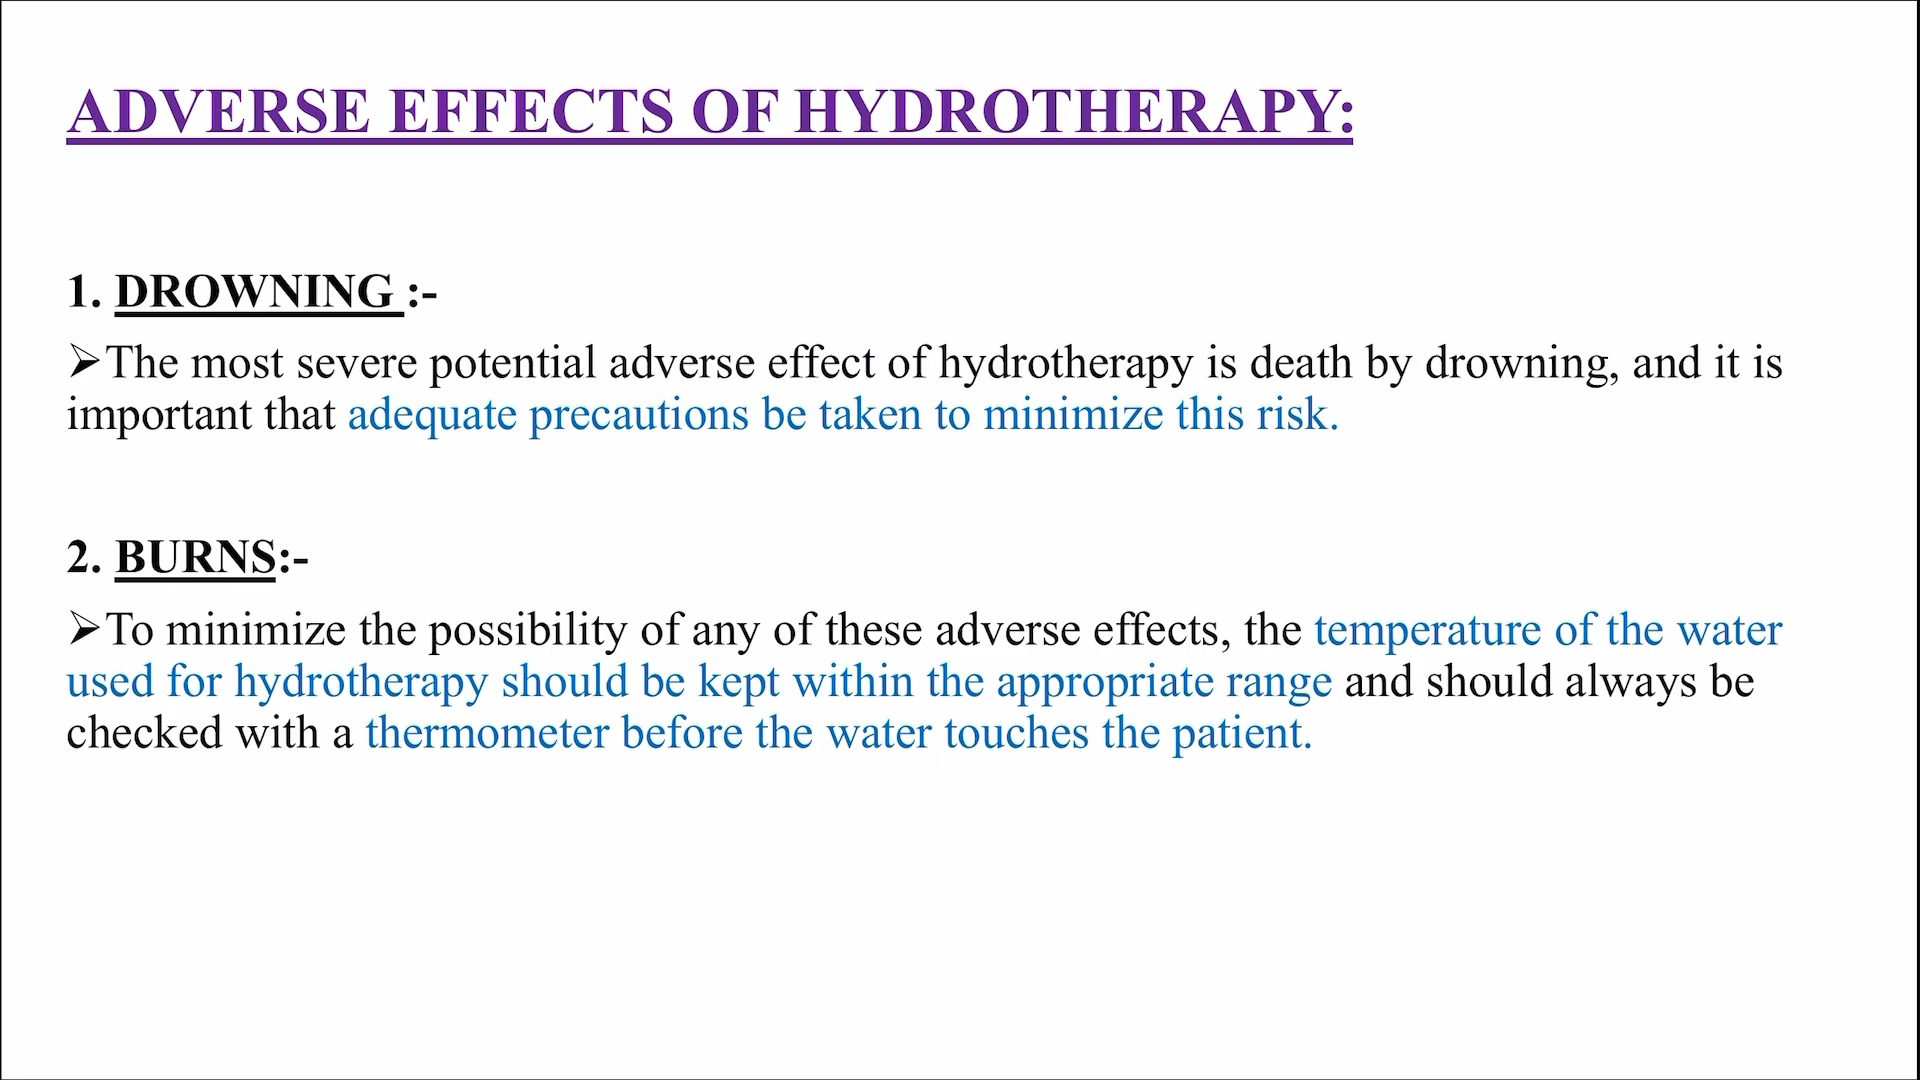 ADVERSE EFFECTS OF HYDROTHERAPY:
1. DROWNING :-
➢The most severe potential adverse effect of hydrotherapy is death by drowning, and it is
important that adequate precautions be taken to minimize this risk.
2. BURNS:-
➢To minimize the possibility of any of these adverse effects, the temperature of the water
used for hydrotherapy should be kept within the appropriate range and should always be
checked with a thermometer before the water touches the patient.